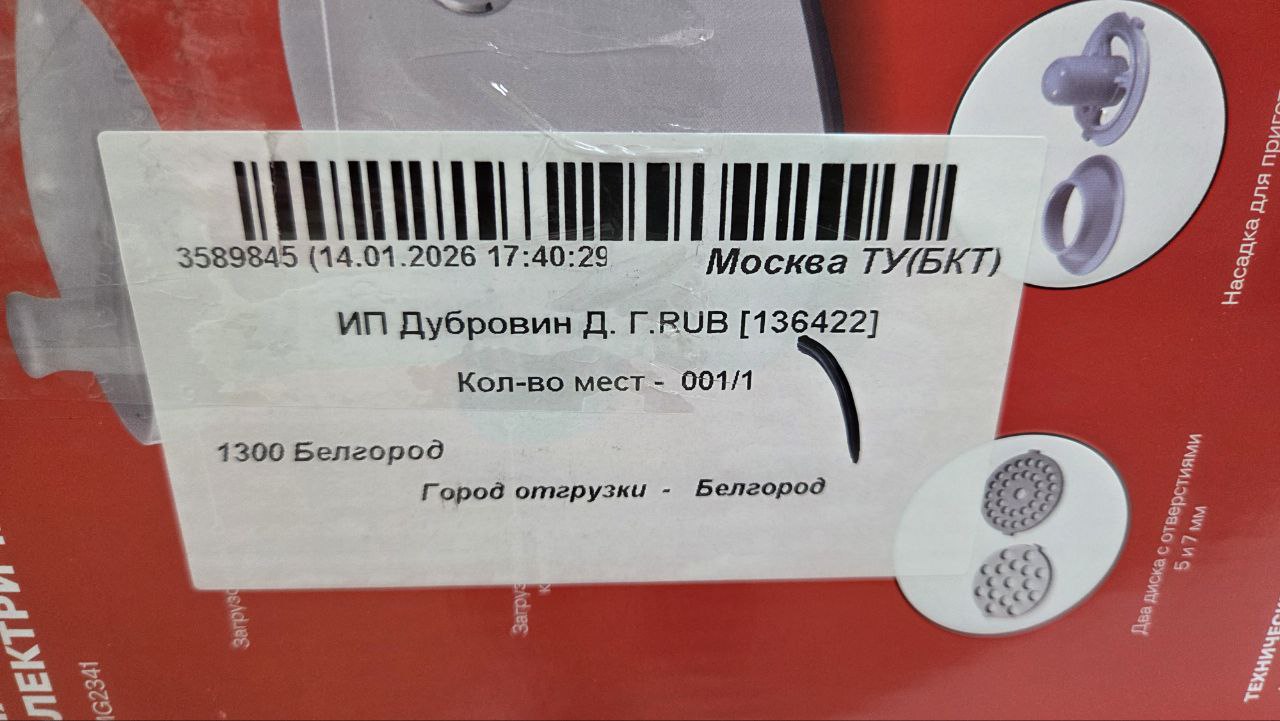 3589845 (14.01.2026 17:40:29
Москва ТУ(БКТ)
ИП Дубровин Д. Г.RUB [136422]
Кол-во мест - 001/1
1300 Белгород
Город отгрузки - Белгород
Насадка для
Два диска с отверстиями
5 и 7 мм